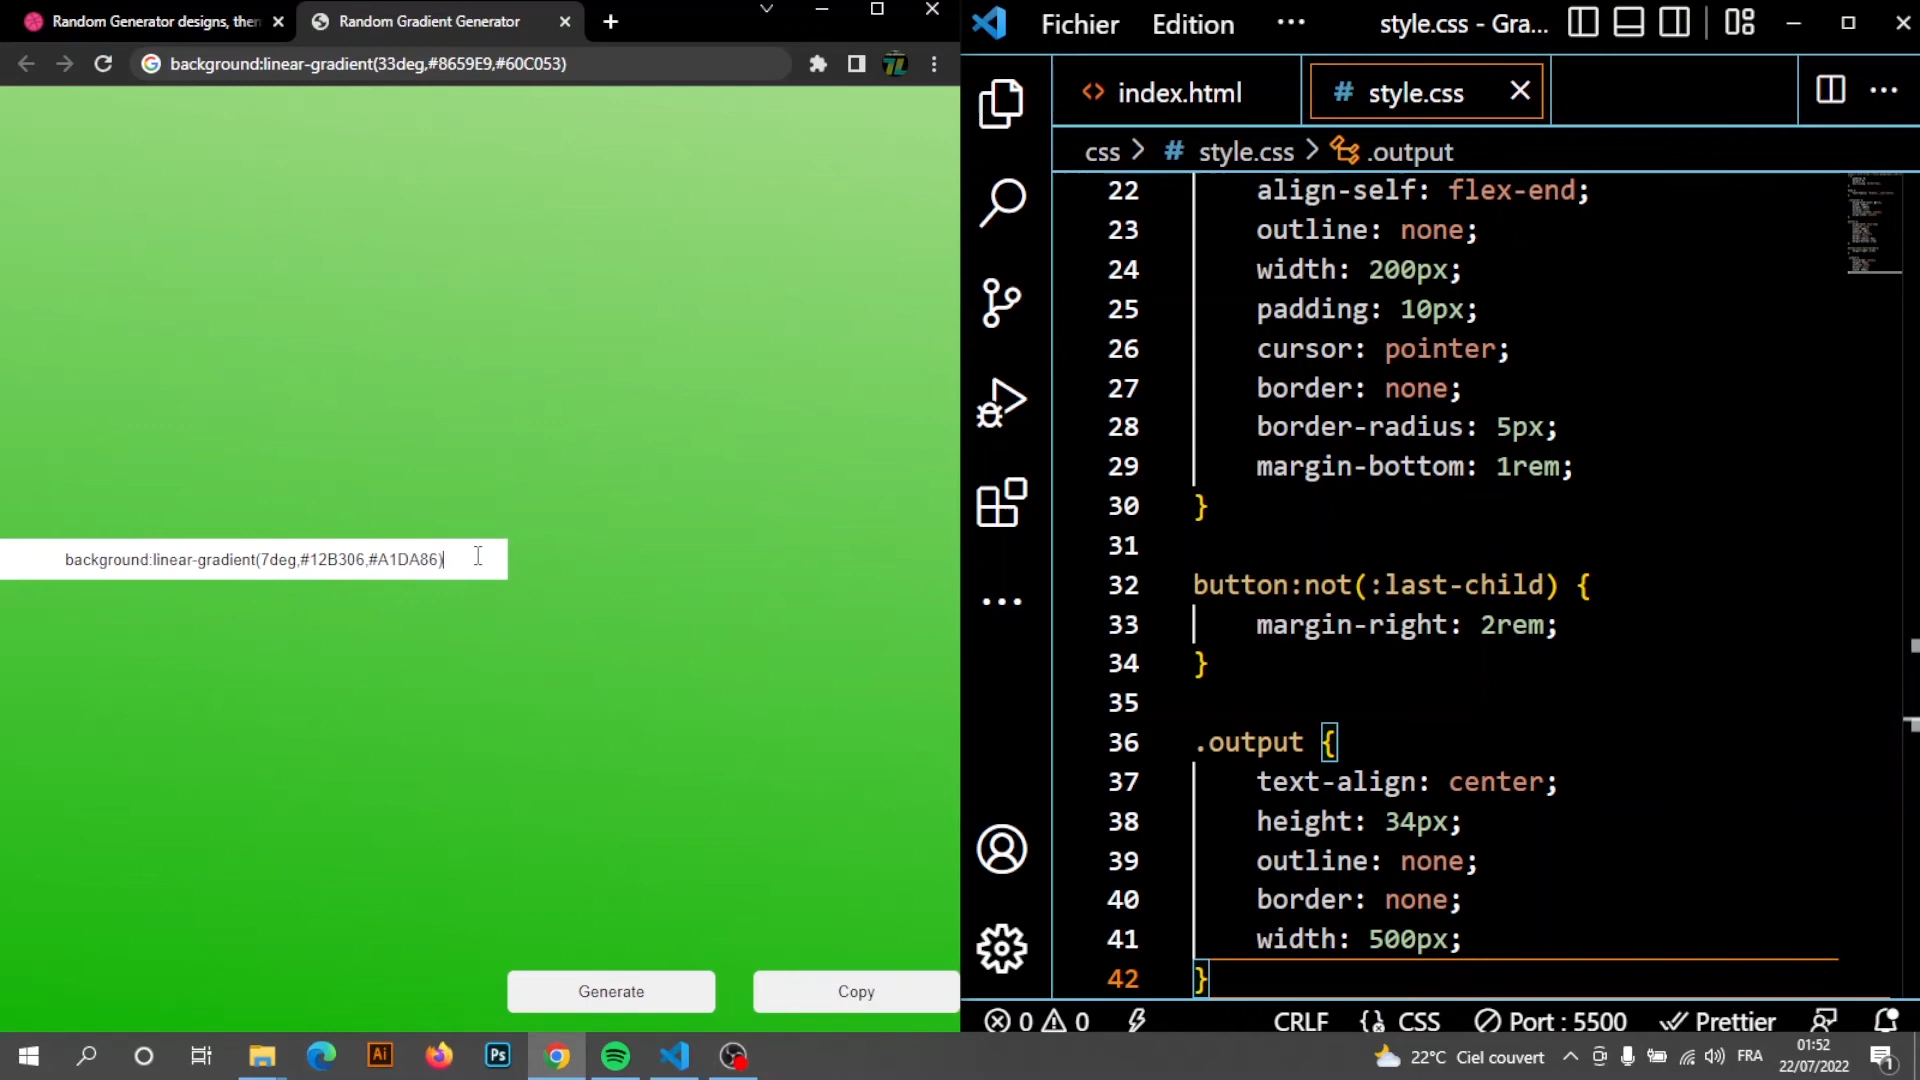 Random Generator designs, then
Random Gradient Generator
background:linear-gradient(33deg,#8659E9,#60C053)
background:linear-gradient(7deg,#12B306,#A1DA86)
Generate
Copy
Fichier
Edition
style.css - Gra...
index.html
# style.css
css > # style.css > .output
22 align-self: flex-end;
23 outline: none;
24 width: 200px;
25 padding: 10px;
26 cursor: pointer;
27 border: none;
28 border-radius: 5px;
29 margin-bottom: 1rem;
30 }
31
32 button:not(:last-child) {
33 margin-right: 2rem;
34 }
35
36 .output {
37 text-align: center;
38 height: 34px;
39 outline: none;
40 border: none;
41 width: 500px;
42 }
0 0 CRLF {} CSS Port : 5500 Prettier
Ai
Ps
22°C Ciel couvert
FRA
01:52
22/07/2022
1